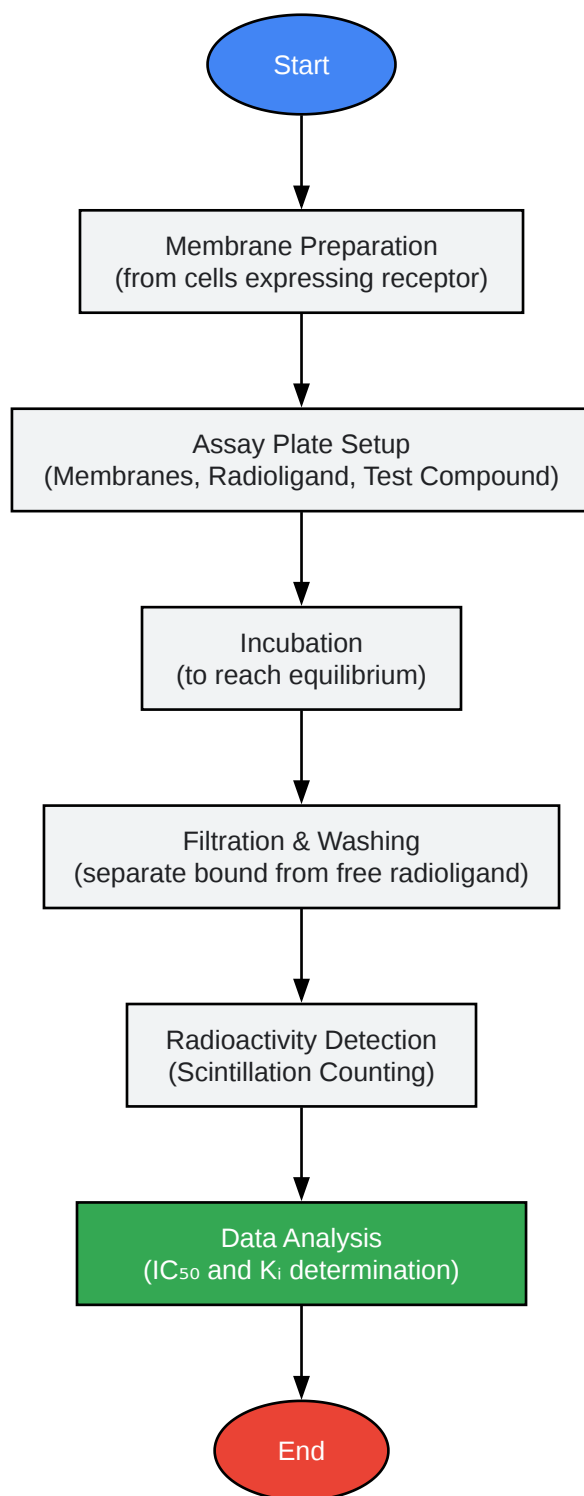 Start
Membrane Preparation
(from cells expressing receptor)
Assay Plate Setup
(Membranes, Radioligand, Test Compound)
Incubation
(to reach equilibrium)
Filtration & Washing
(separate bound from free radioligand)
Radioactivity Detection
(Scintillation Counting)
Data Analysis
(IC₅₀ and Kᵢ determination)
End